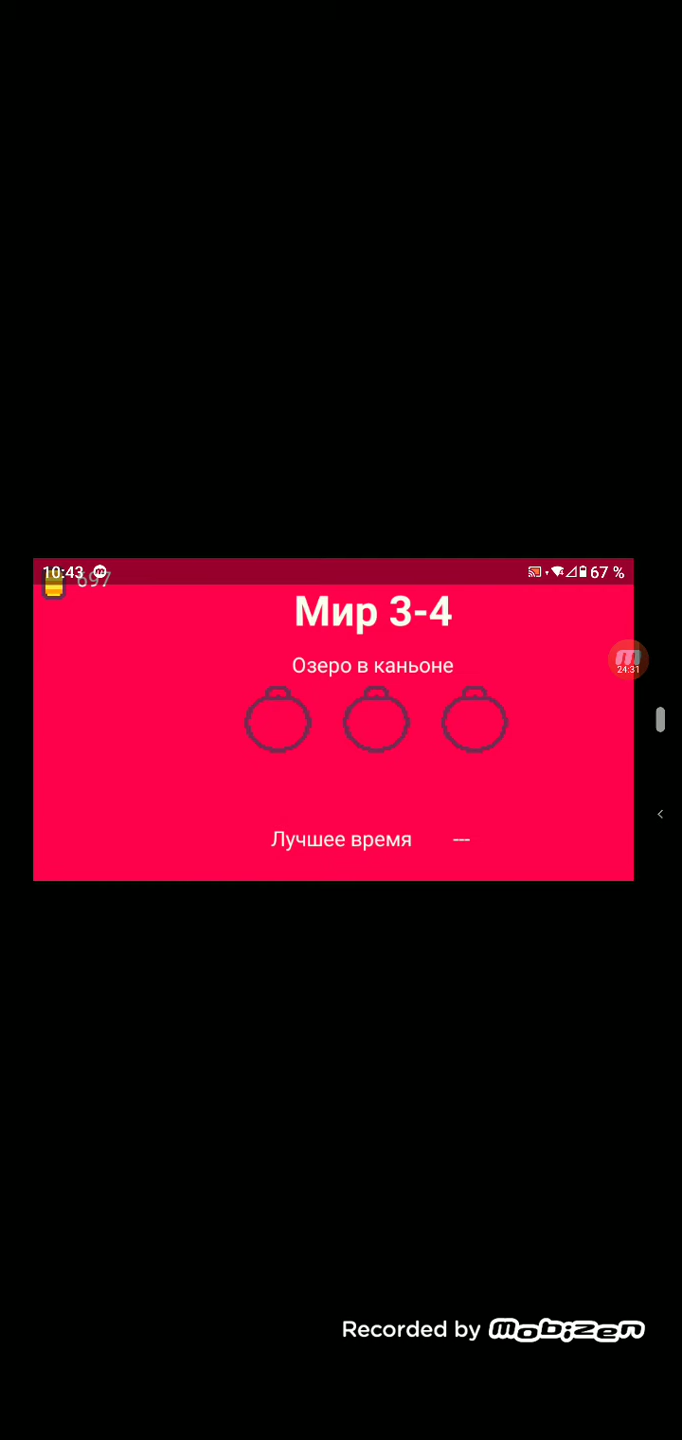 10:43
697
67 %
Мир 3-4
Озеро в каньоне
24:31
Лучшее время ---
Recorded by mobizen